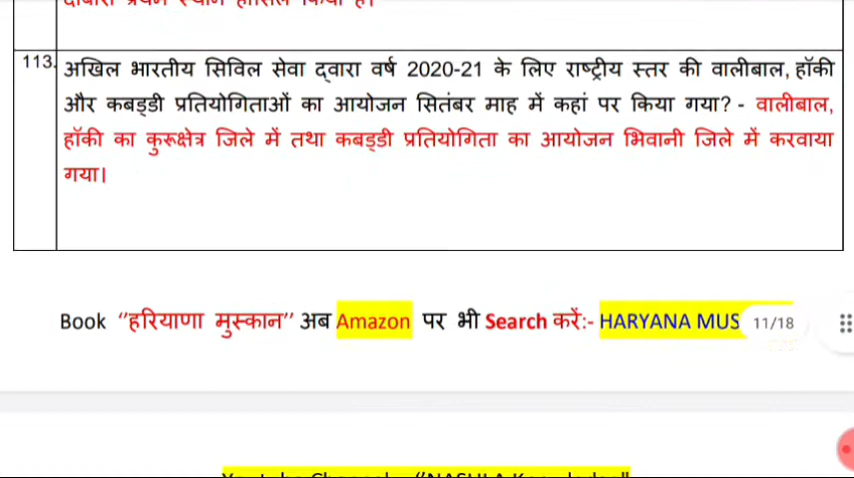 113. अखिल भारतीय सिविल सेवा द्वारा वर्ष 2020-21 के लिए राष्ट्रीय स्तर की वालीबाल, हॉकी
और कबड्डी प्रतियोगिताओं का आयोजन सितंबर माह में कहां पर किया गया? - वालीबाल,
हॉकी का कुरूक्षेत्र जिले में तथा कबड्डी प्रतियोगिता का आयोजन भिवानी जिले में करवाया
गया।
Book ‘‘हरियाणा मुस्कान’’ अब Amazon पर भी Search करें:- HARYANA MUS 11/18